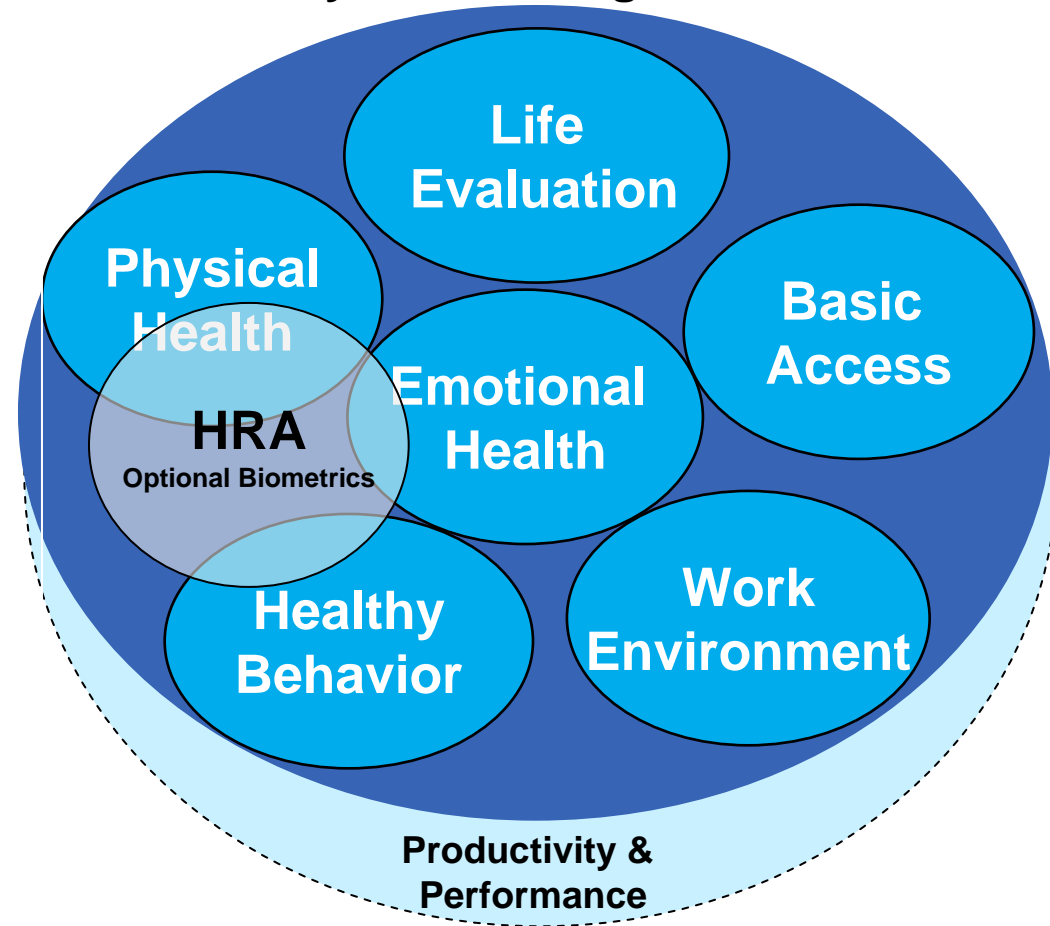 Life
Evaluation
Physical
Health
Basic
Access
Emotional
Health
HRA
Optional Biometrics
Healthy
Behavior
Work
Environment
Productivity &
Performance